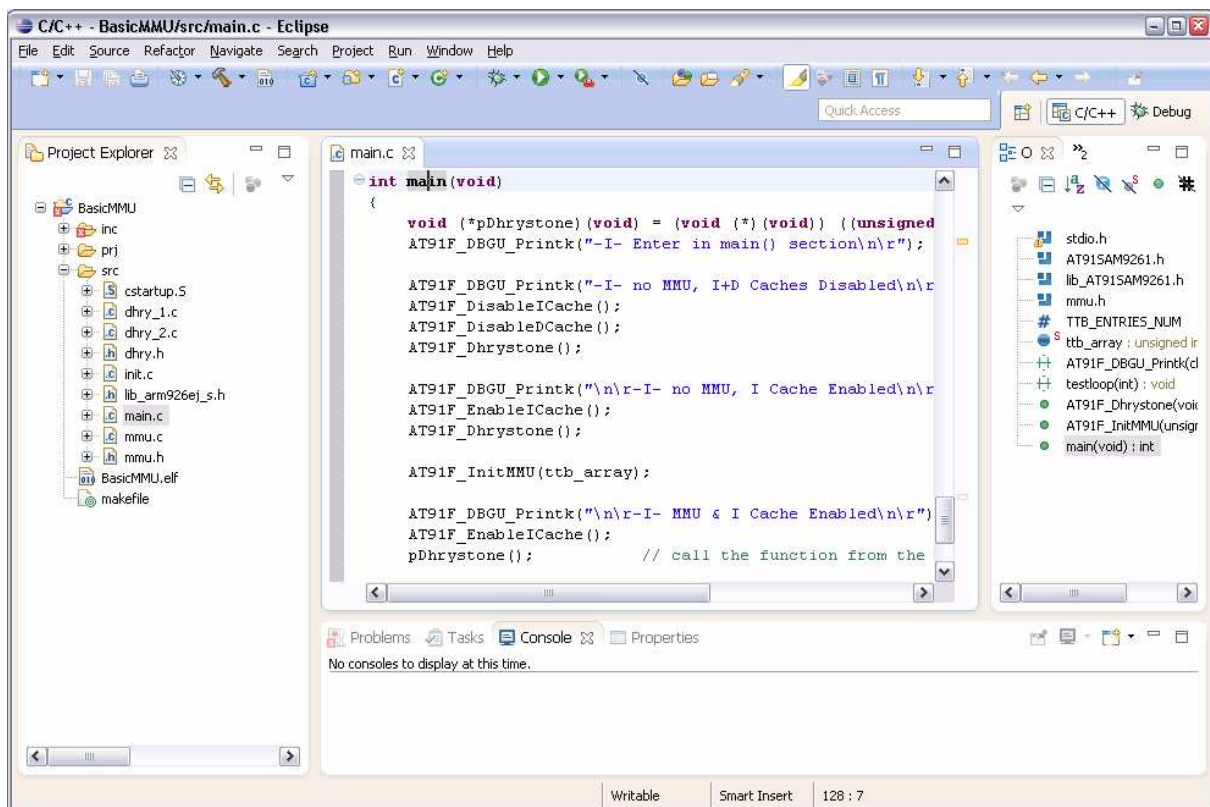 C/C++ - BasicMMU/src/main.c - Eclipse
File Edit Source Refactor Navigate Search Project Run Window Help
Quick Access
C/C++
Debug
Project Explorer
BasicMMU
inc
prj
src
cstartup.S
dhry_1.c
dhry_2.c
dhry.h
init.c
lib_arm926ej_s.h
main.c
mmu.c
mmu.h
BasicMMU.elf
makefile
main.c
int main(void)
{
void (*pDhrystone)(void) = (void (*)(void)) ((unsigned
AT91F_DBGU_Printk("-I- Enter in main() section\n\r");
AT91F_DBGU_Printk("-I- no MMU, I+D Caches Disabled\n\r
AT91F_DisableICache();
AT91F_DisableDCache();
AT91F_Dhrystone();
AT91F_DBGU_Printk("\n\r-I- no MMU, I Cache Enabled\n\r
AT91F_EnableICache();
AT91F_Dhrystone();
AT91F_InitMMU(ttb_array);
AT91F_DBGU_Printk("\n\r-I- MMU & I Cache Enabled\n\r")
AT91F_EnableICache();
pDhrystone(); // call the function from the
O
stdio.h
AT91SAM9261.h
lib_AT91SAM9261.h
mmu.h
TTB_ENTRIES_NUM
ttb_array : unsigned ir
AT91F_DBGU_Printk(cl
testloop(int) : void
AT91F_Dhrystone(voic
AT91F_InitMMU(unsigr
main(void) : int
Problems Tasks Console Properties
No consoles to display at this time.
Writable Smart Insert 128 : 7